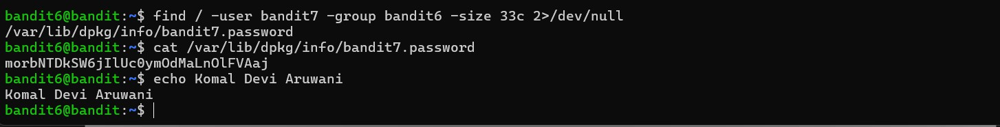 bandit6@bandit:~$ find / -user bandit7 -group bandit6 -size 33c 2>/dev/null
/var/lib/dpkg/info/bandit7.password
bandit6@bandit:~$ cat /var/lib/dpkg/info/bandit7.password
morbNTDkSW6jIlUc0ymOdMaLnOlFVAaj
bandit6@bandit:~$ echo Komal Devi Aruwani
Komal Devi Aruwani
bandit6@bandit:~$